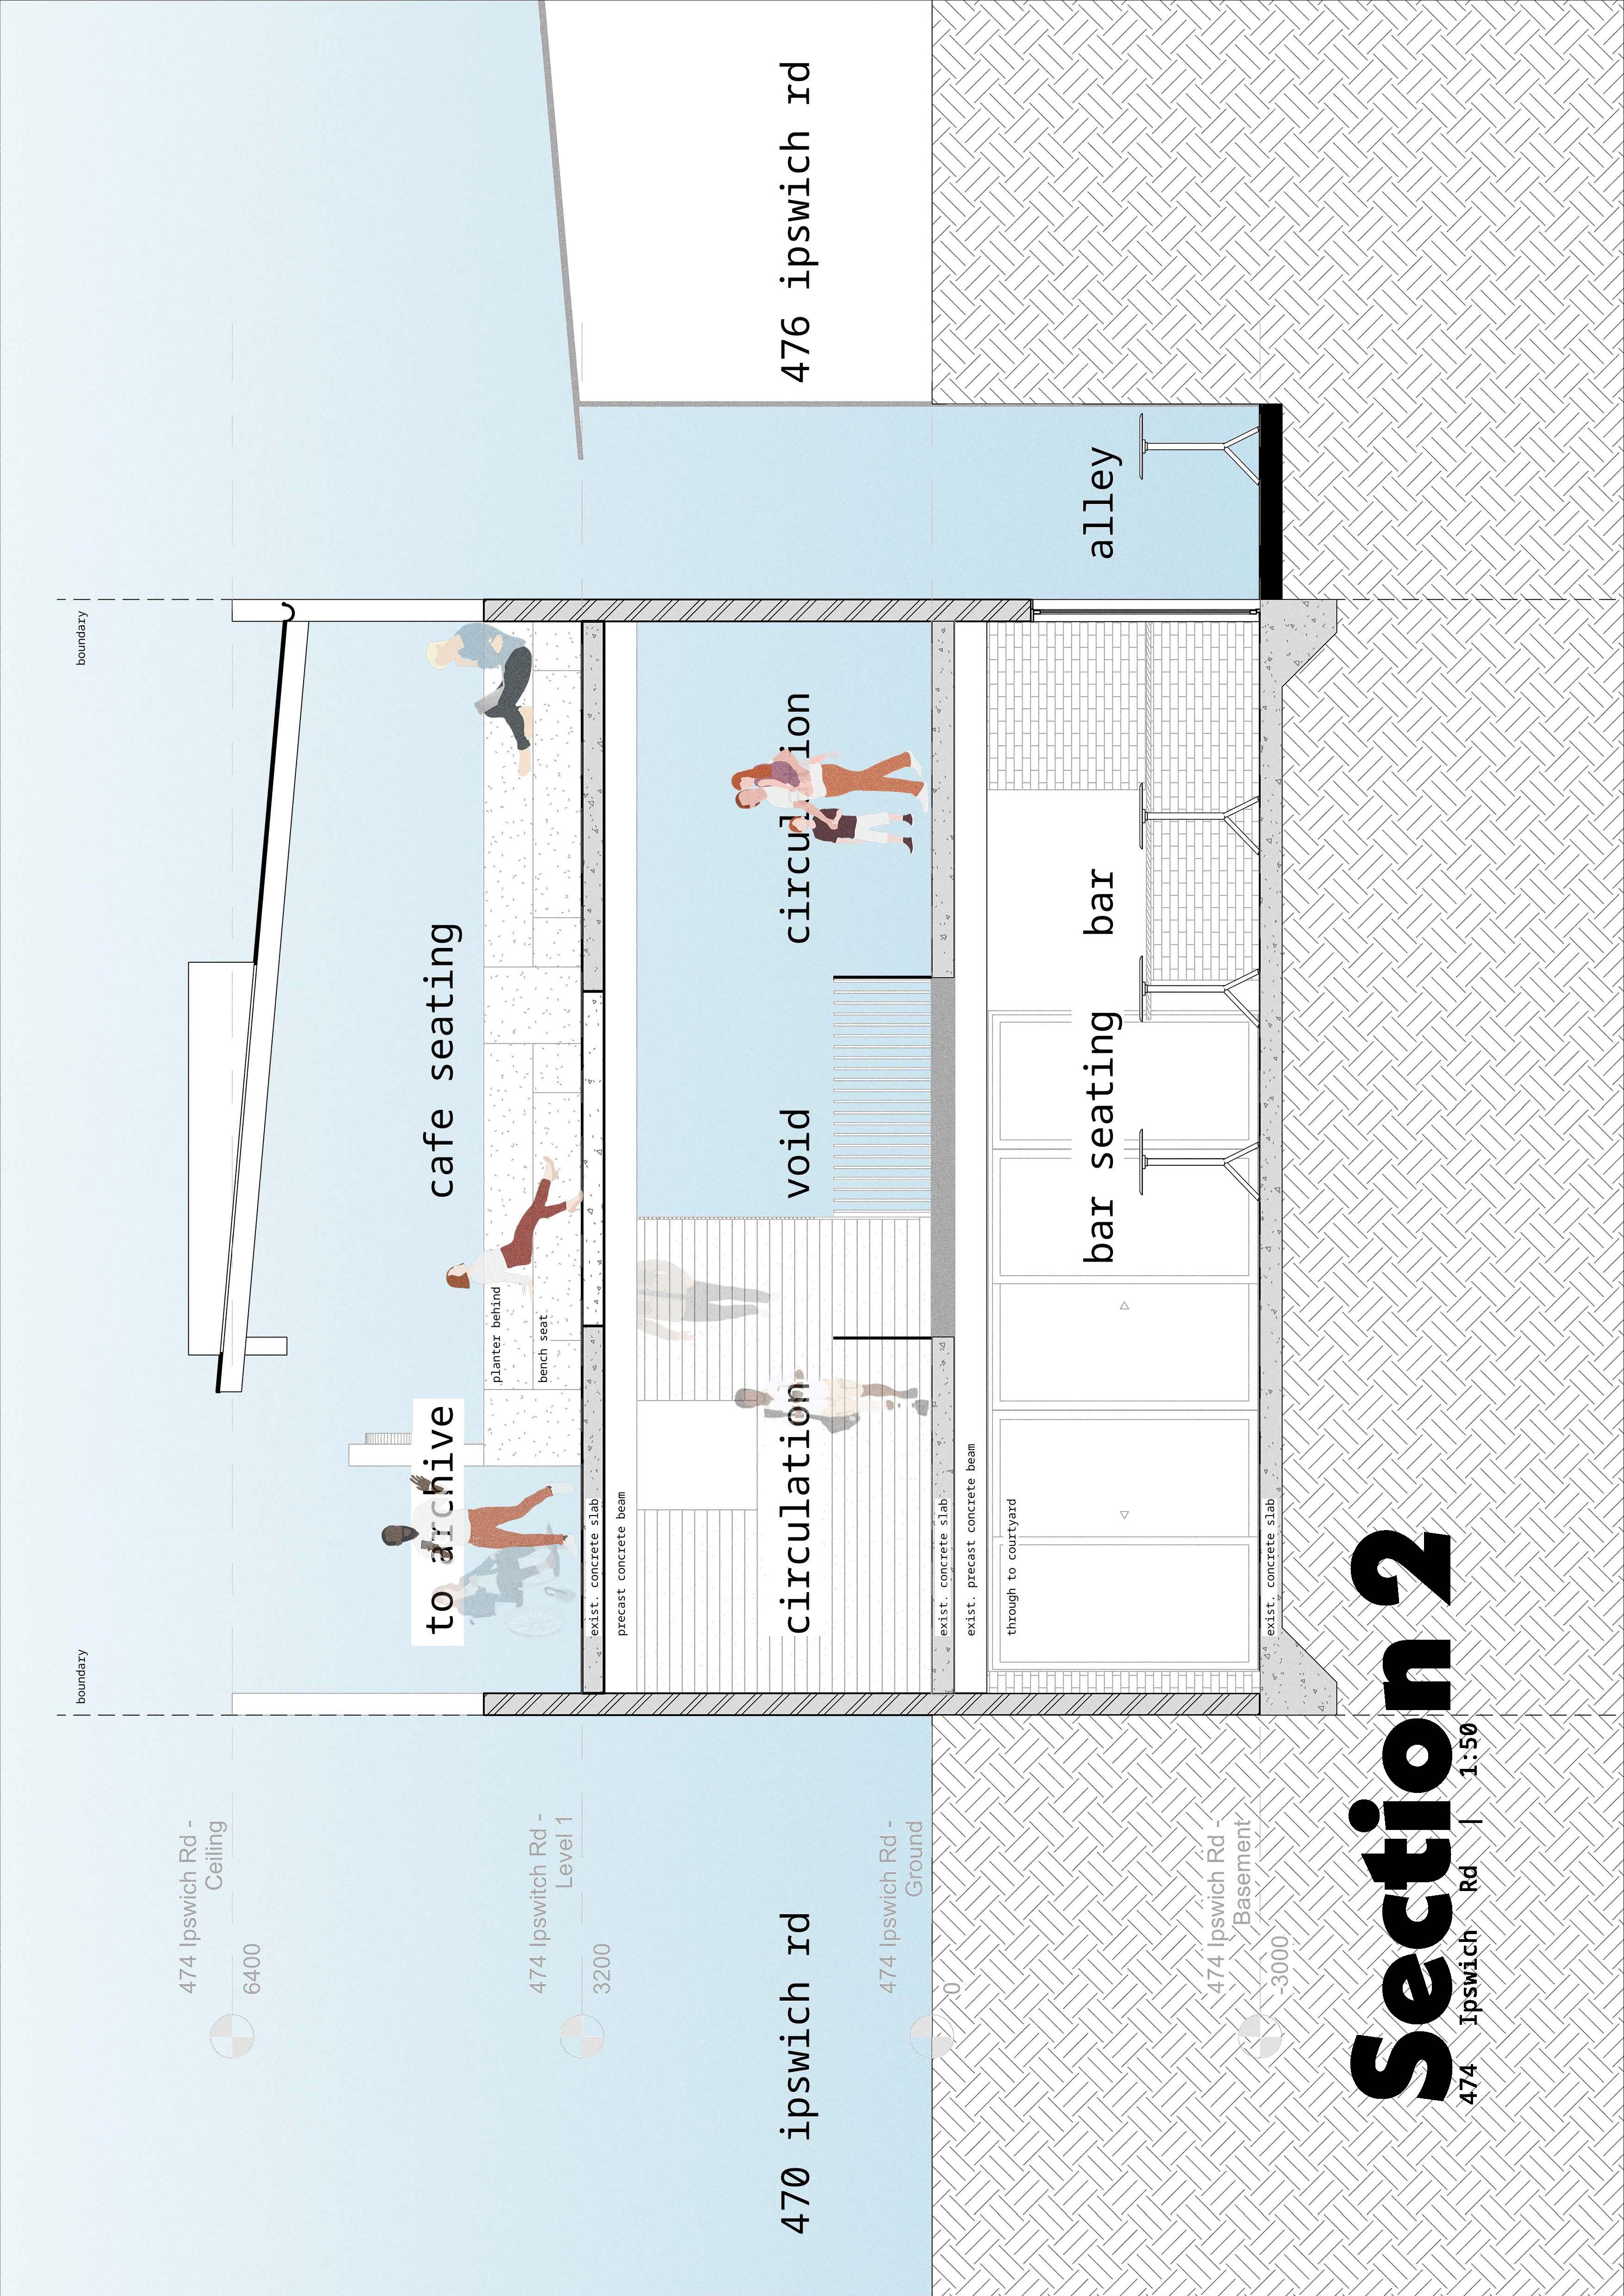 boundary
boundary
474 Ipswich Rd -
Ceiling
6400
to archive
cafe seating
planter behind
bench seat
474 Ipswitch Rd -
Level 1
3200
exist. concrete slab
precast concrete beam
470 ipswich rd
circulation
void
circulation
476 ipswich rd
474 Ipswich Rd -
Ground
0
exist. concrete slab
exist. precast concrete beam
through to courtyard
bar seating
bar
alley
474 Ipswich Rd -
Basement
-3000
exist. concrete slab
Section 2
474 Ipswich Rd | 1:50